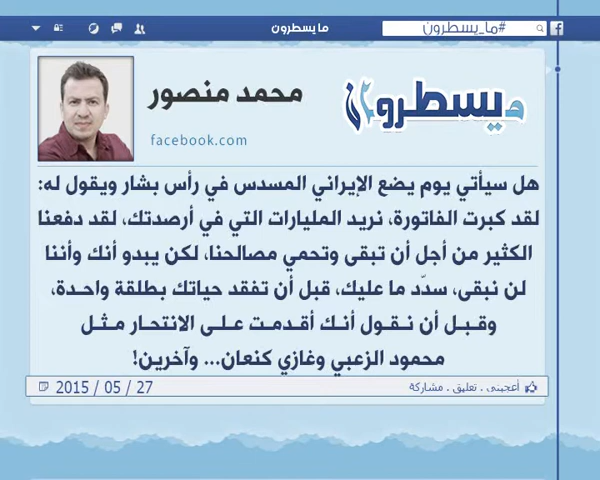 ما يسطرون
#ما_يسطرون
محمد منصور
ما يسطرون
facebook.com
هل سيأتي يوم يضع الإيراني المسدس في رأس بشار ويقول له:
لقد كبرت الفاتورة، نريد المليارات التي في أرصدتك، لقد دفعنا
الكثير من أجل أن تبقى وتحمي مصالحنا، لكن يبدو أنك وأننا
لن نبقى، سدّد ما عليك، قبل أن تفقد حياتك بطلقة واحدة،
وقبل أن نقول أنك أقدمت على الانتحار مثل
محمود الزعبي وغازي كنعان... وآخرين!
أعجبني . تعليق . مشاركة
2015 / 05 / 27